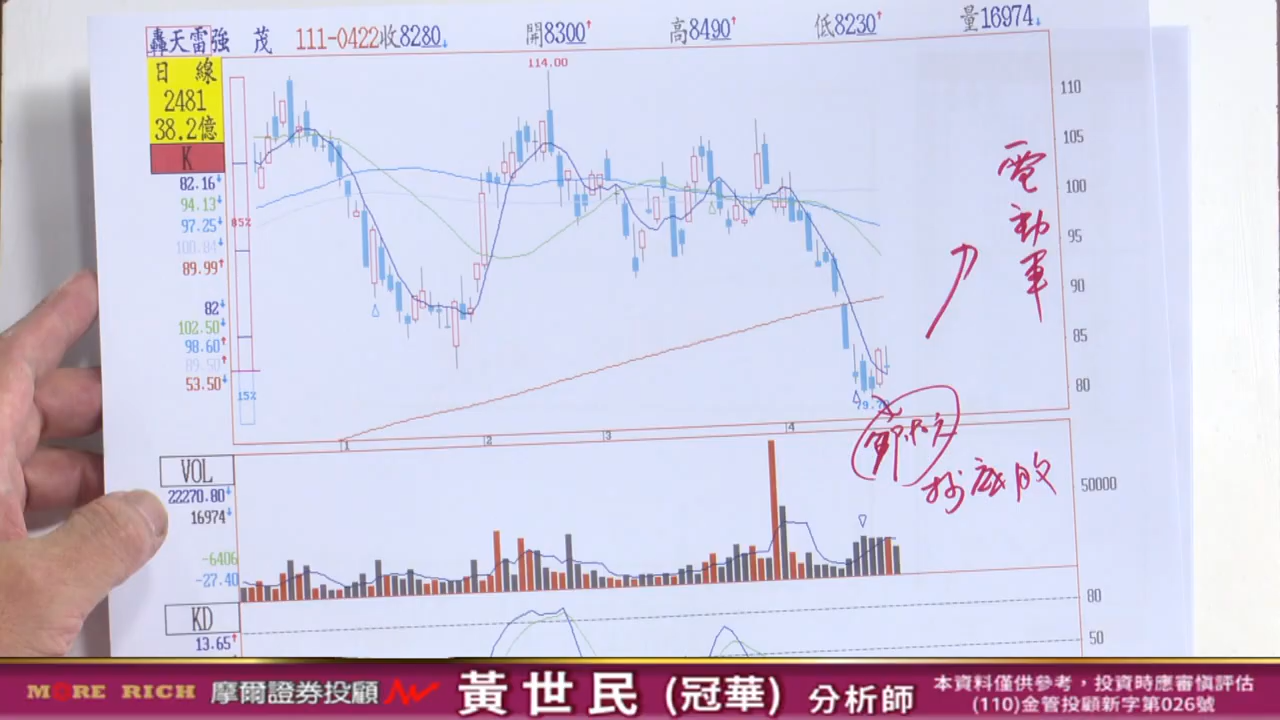 轟天雷強 茂 111-0422收8280↓ 開8300↑ 高8490↑ 低8230↑ 量16974↓
日 線
2481
38.2億
K
82.16↓
94.13↓
97.25↓
100.84↓
89.99↑
82↓
102.50↓
98.60↑
89.50↑
53.50↓
85%
15%
114.00
110
105
100
95
90
85
80
1 2 3 4
電動車
抄底股
VOL
22270.80↓
16974↓
-6406
-27.40
50000
KD
13.65↑
80
50
MORE RICH 摩爾證券投顧 黃世民(冠華) 分析師
本資料僅供參考,投資時應審慎評估
(110)金管投顧新字第026號